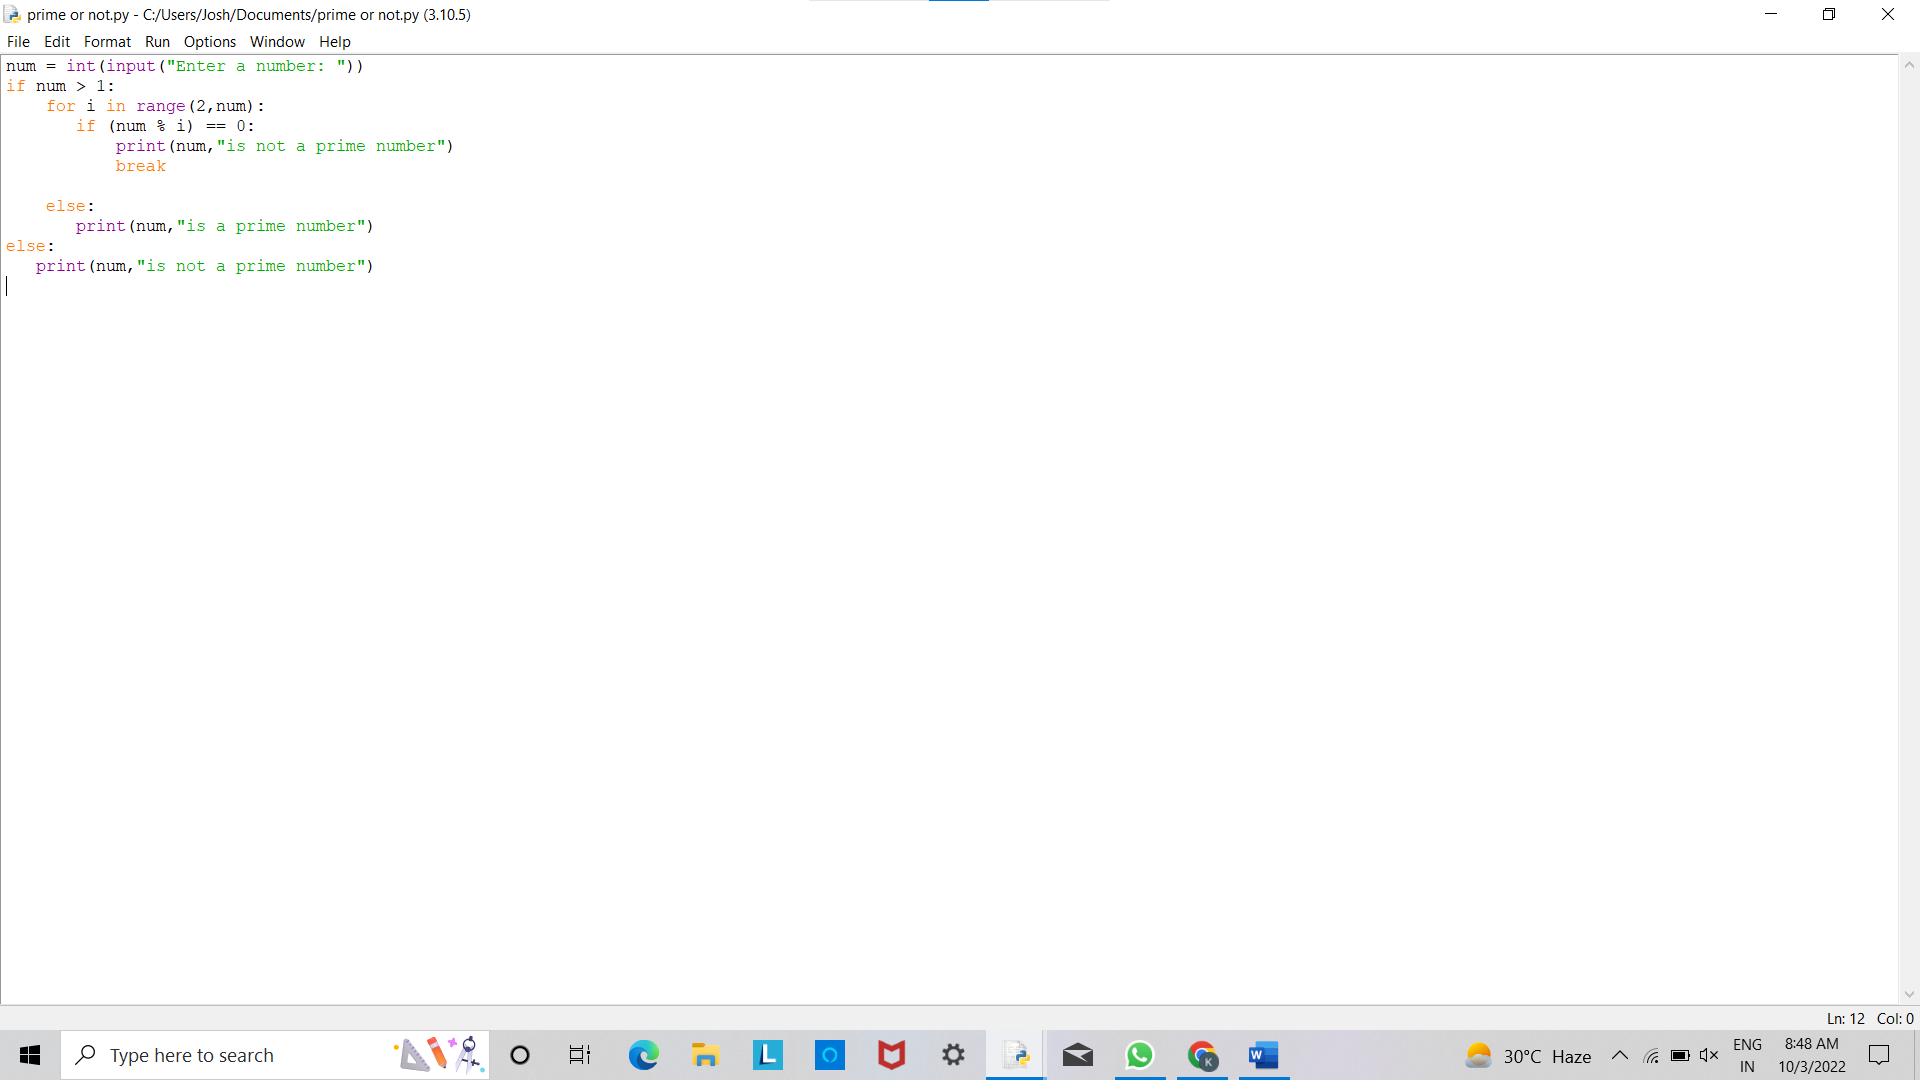 prime or not.py - C:/Users/Josh/Documents/prime or not.py (3.10.5)
File Edit Format Run Options Window Help
num = int(input("Enter a number: "))
if num > 1:
    for i in range(2,num):
       if (num % i) == 0:
           print(num,"is not a prime number")
           break
    else:
       print(num,"is a prime number")
else:
   print(num,"is not a prime number")
Ln: 12 Col: 0
Type here to search
L
K
W
30°C Haze
ENG
IN
8:48 AM
10/3/2022